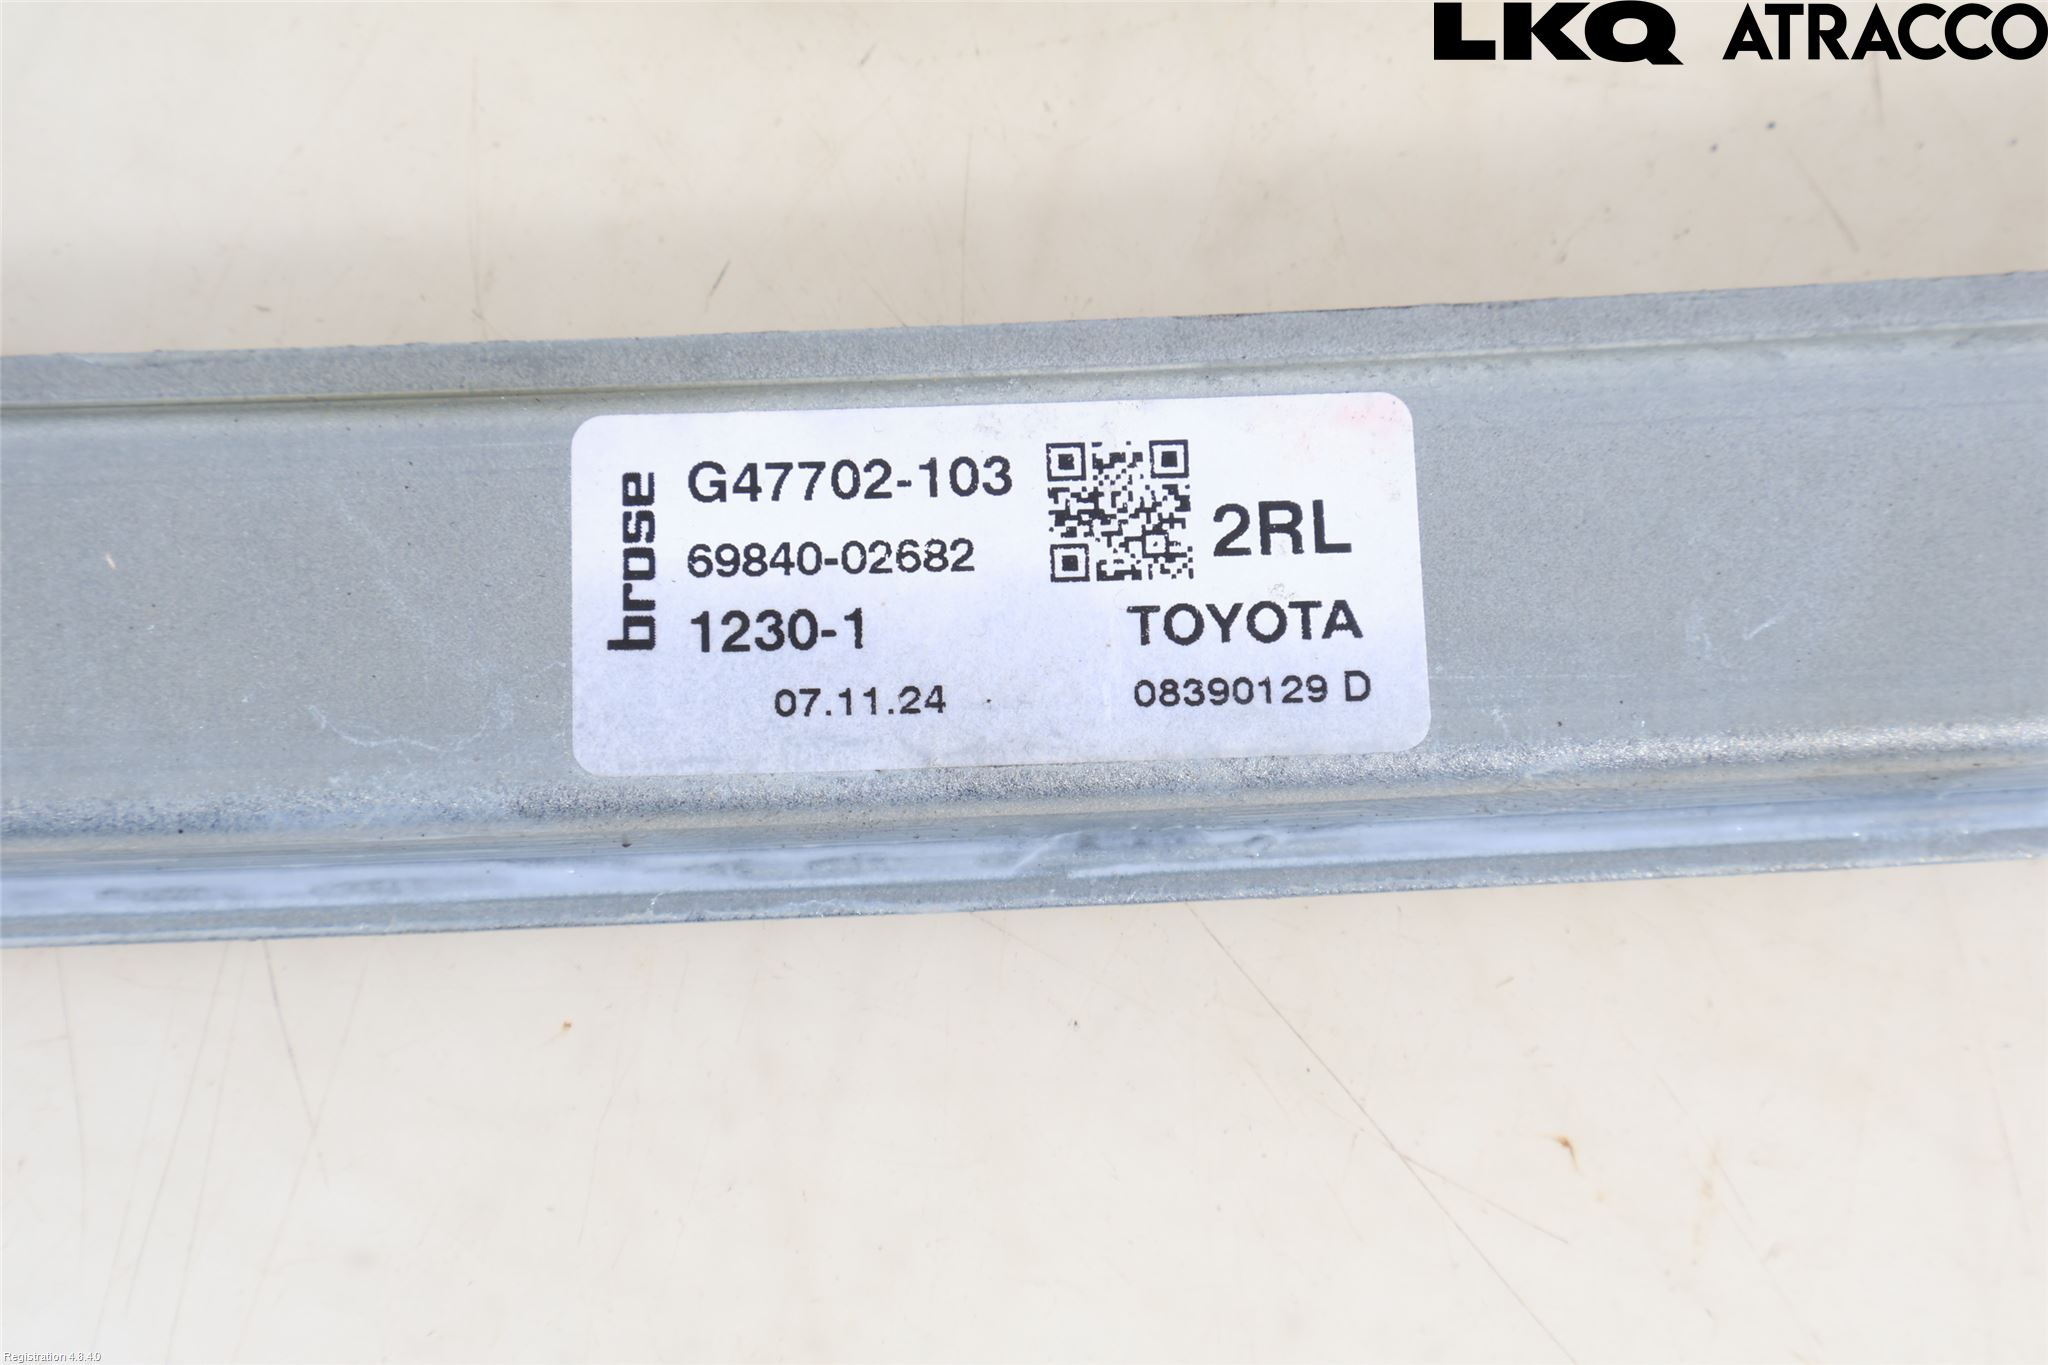 LKQ ATRACCO
brose
G47702-103
69840-02682
1230-1
07.11.24
2RL
TOYOTA
08390129 D
Registration 4.8.4.0